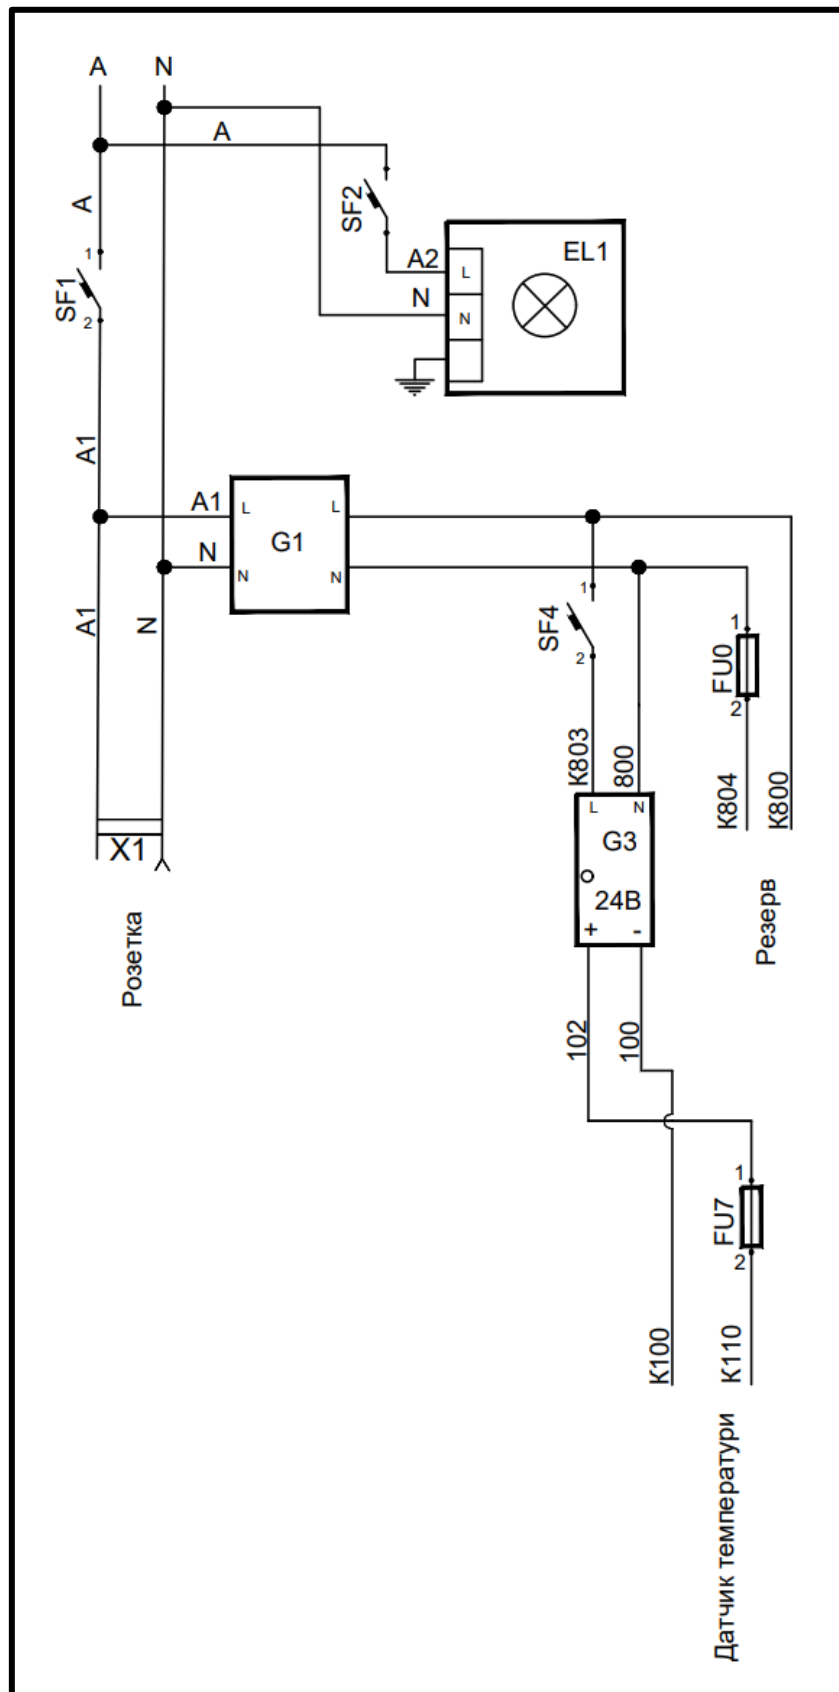 A N
A
A
SF2
1
SF1
2
EL1
A2
L
N
N
A1
A1
L
L
G1
N
N
N
A1
N
1
SF4
2
1
FU0
2
K803
800
K804
K800
L
N
G3
24В
+
-
X1
Розетка
Резерв
102
100
1
FU7
2
K100
K110
Датчик температури